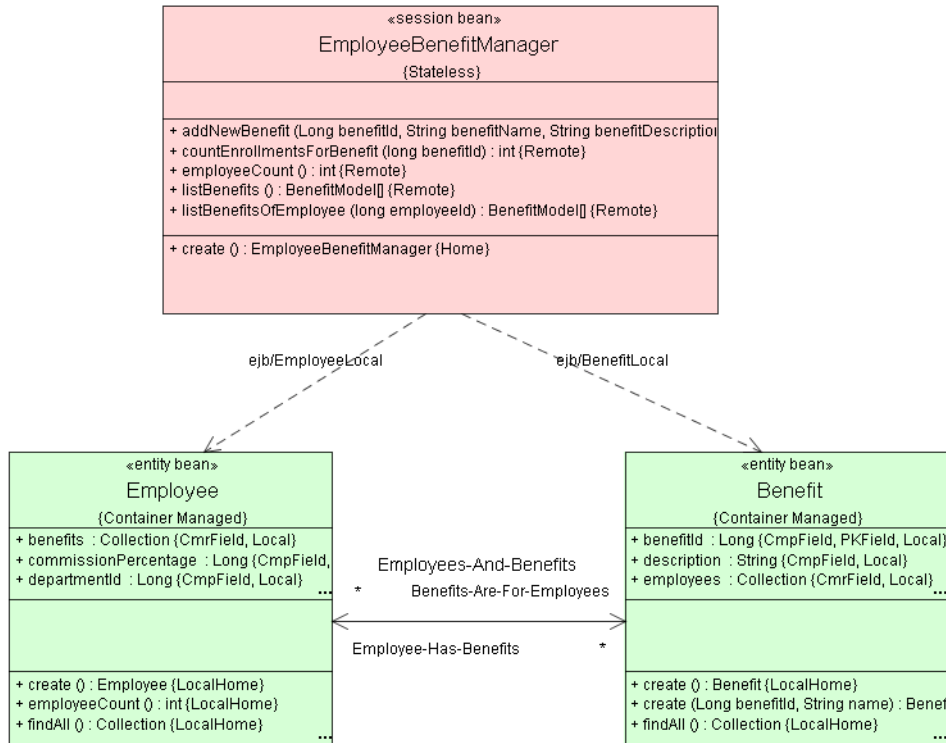 «session bean»
EmployeeBenefitManager
{Stateless}
+ addNewBenefit (Long benefitId, String benefitName, String benefitDescription
+ countEnrollmentsForBenefit (long benefitId) : int {Remote}
+ employeeCount () : int {Remote}
+ listBenefits () : BenefitModel[] {Remote}
+ listBenefitsOfEmployee (long employeeId) : BenefitModel[] {Remote}
+ create () : EmployeeBenefitManager {Home}
ejb/EmployeeLocal
ejb/BenefitLocal
«entity bean»
Employee
{Container Managed}
+ benefits : Collection {CmrField, Local}
+ commissionPercentage : Long {CmpField,
+ departmentId : Long {CmpField, Local}
...
+ create () : Employee {LocalHome}
+ employeeCount () : int {LocalHome}
+ findAll () : Collection {LocalHome}
...
Employees-And-Benefits
* Benefits-Are-For-Employees
Employee-Has-Benefits *
«entity bean»
Benefit
{Container Managed}
+ benefitId : Long {CmpField, PKField, Local}
+ description : String {CmpField, Local}
+ employees : Collection {CmrField, Local}
...
+ create () : Benefit {LocalHome}
+ create (Long benefitId, String name) : Benef
+ findAll () : Collection {LocalHome}
...